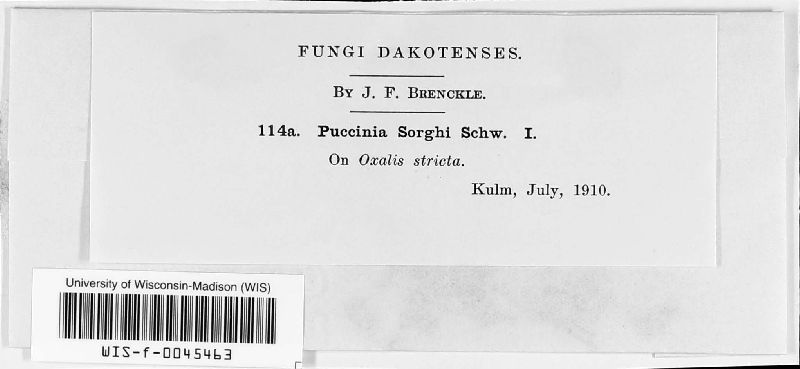 FUNGI DAKOTENSES.
By J. F. Brenckle.
114a. Puccinia Sorghi Schw. I.
On Oxalis stricta.
Kulm, July, 1910.
University of Wisconsin-Madison (WIS)
WIS-f-0045463